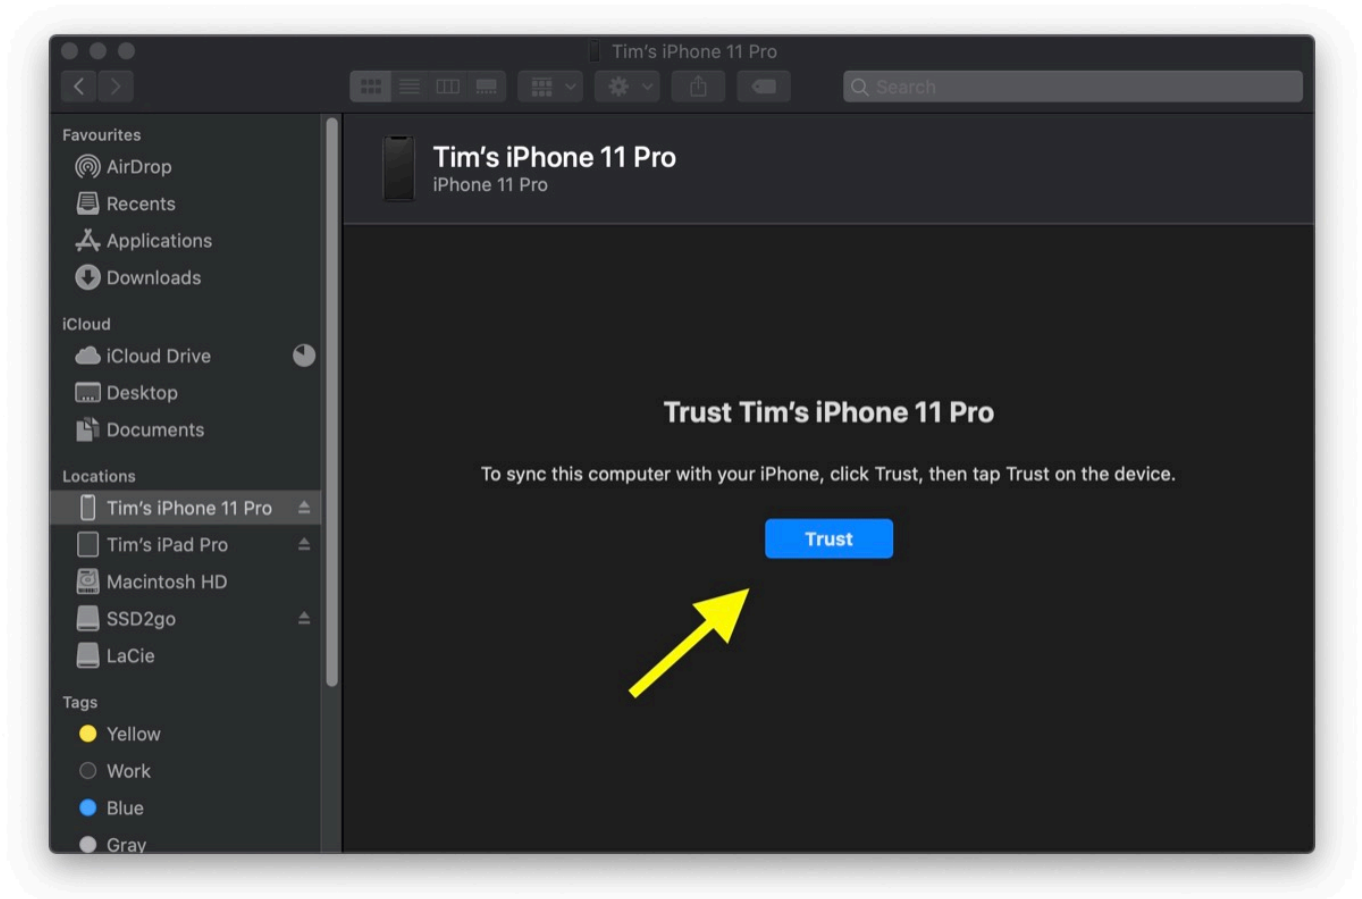 Tim's iPhone 11 Pro
Search
Favourites
AirDrop
Recents
Applications
Downloads
iCloud
iCloud Drive
Desktop
Documents
Locations
Tim's iPhone 11 Pro
Tim's iPad Pro
Macintosh HD
SSD2go
LaCie
Tags
Yellow
Work
Blue
Gray
Tim's iPhone 11 Pro
iPhone 11 Pro
Trust Tim's iPhone 11 Pro
To sync this computer with your iPhone, click Trust, then tap Trust on the device.
Trust